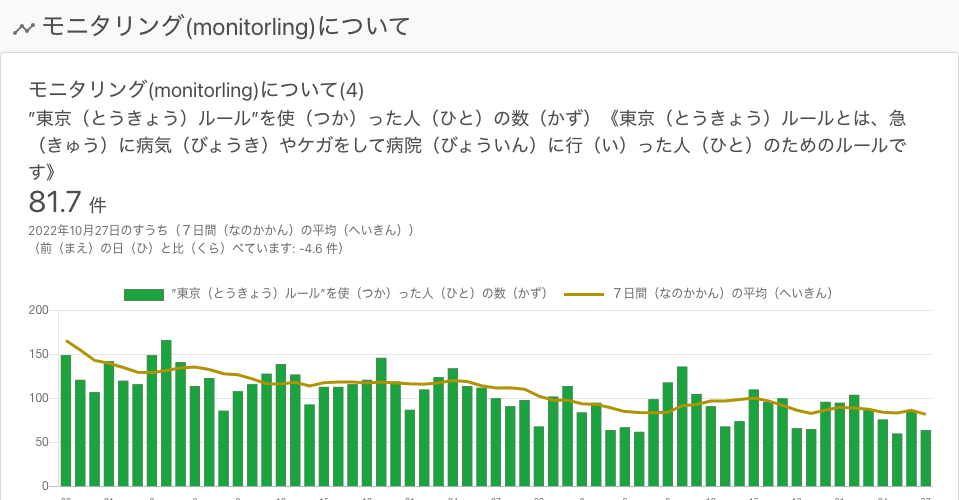 モニタリング(monitorling)について
モニタリング(monitorling)について(4)
”東京（とうきょう）ルール”を使（つか）った人（ひと）の数（かず）《東京（とうきょう）ルールとは、急
（きゅう）に病気（びょうき）やケガをして病院（びょういん）に行（い）った人（ひと）のためのルールで
す》
81.7 件
2022年10月27日のすうち（７日間（なのかかん）の平均（へいきん））
（前（まえ）の日（ひ）と比（くら）べています: -4.6 件）
”東京（とうきょう）ルール”を使（つか）った人（ひと）の数（かず） ７日間（なのかかん）の平均（へいきん）
200
150
100
50
0